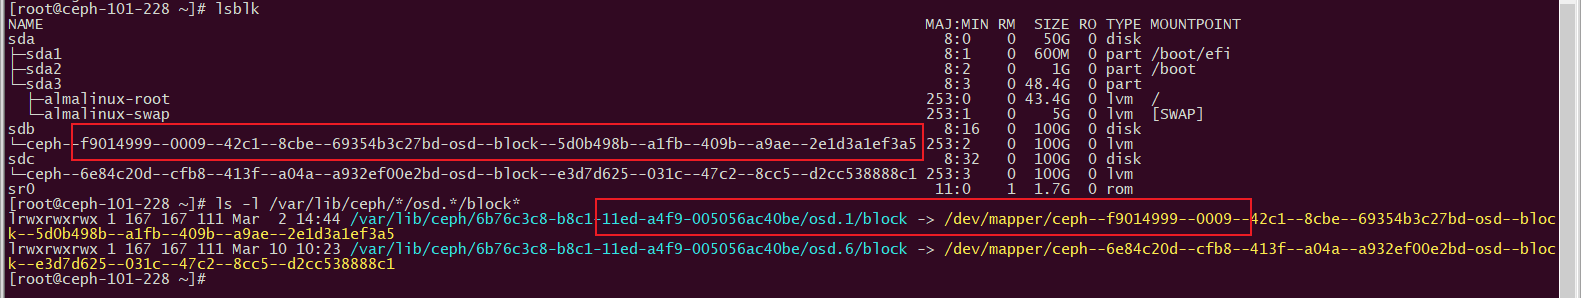 [root@ceph-101-228 ~]# lsblk
NAME MAJ:MIN RM SIZE RO TYPE MOUNTPOINT
sda 8:0 0 50G 0 disk
├─sda1 8:1 0 600M 0 part /boot/efi
├─sda2 8:2 0 1G 0 part /boot
└─sda3 8:3 0 48.4G 0 part
├─almalinux-root 253:0 0 43.4G 0 lvm /
└─almalinux-swap 253:1 0 5G 0 lvm [SWAP]
sdb 8:16 0 100G 0 disk
└─ceph--f9014999--0009--42c1--8cbe--69354b3c27bd-osd--block--5d0b498b--a1fb--409b--a9ae--2e1d3a1ef3a5 253:2 0 100G 0 lvm
sdc 8:32 0 100G 0 disk
└─ceph--6e84c20d--cfb8--413f--a04a--a932ef00e2bd-osd--block--e3d7d625--031c--47c2--8cc5--d2cc538888c1 253:3 0 100G 0 lvm
sr0 11:0 1 1.7G 0 rom
[root@ceph-101-228 ~]# ls -l /var/lib/ceph/*/osd.*/block*
lrwxrwxrwx 1 167 167 111 Mar 2 14:44 /var/lib/ceph/6b76c3c8-b8c1-11ed-a4f9-005056ac40be/osd.1/block -> /dev/mapper/ceph--f9014999--0009--42c1--8cbe--69354b3c27bd-osd--bloc
k--5d0b498b--a1fb--409b--a9ae--2e1d3a1ef3a5
lrwxrwxrwx 1 167 167 111 Mar 10 10:23 /var/lib/ceph/6b76c3c8-b8c1-11ed-a4f9-005056ac40be/osd.6/block -> /dev/mapper/ceph--6e84c20d--cfb8--413f--a04a--a932ef00e2bd-osd--bloc
k--e3d7d625--031c--47c2--8cc5--d2cc538888c1
[root@ceph-101-228 ~]#